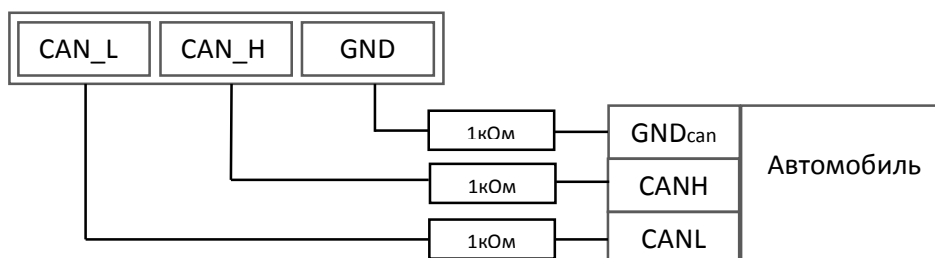 CAN_L CAN_H GND
1кОм GNDcan
Автомобиль
1кОм CANH
1кОм CANL